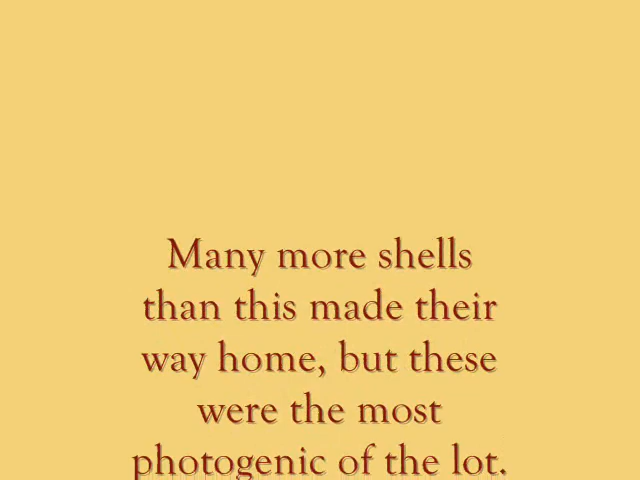 Many more shells
than this made their
way home, but these
were the most
photogenic of the lot.